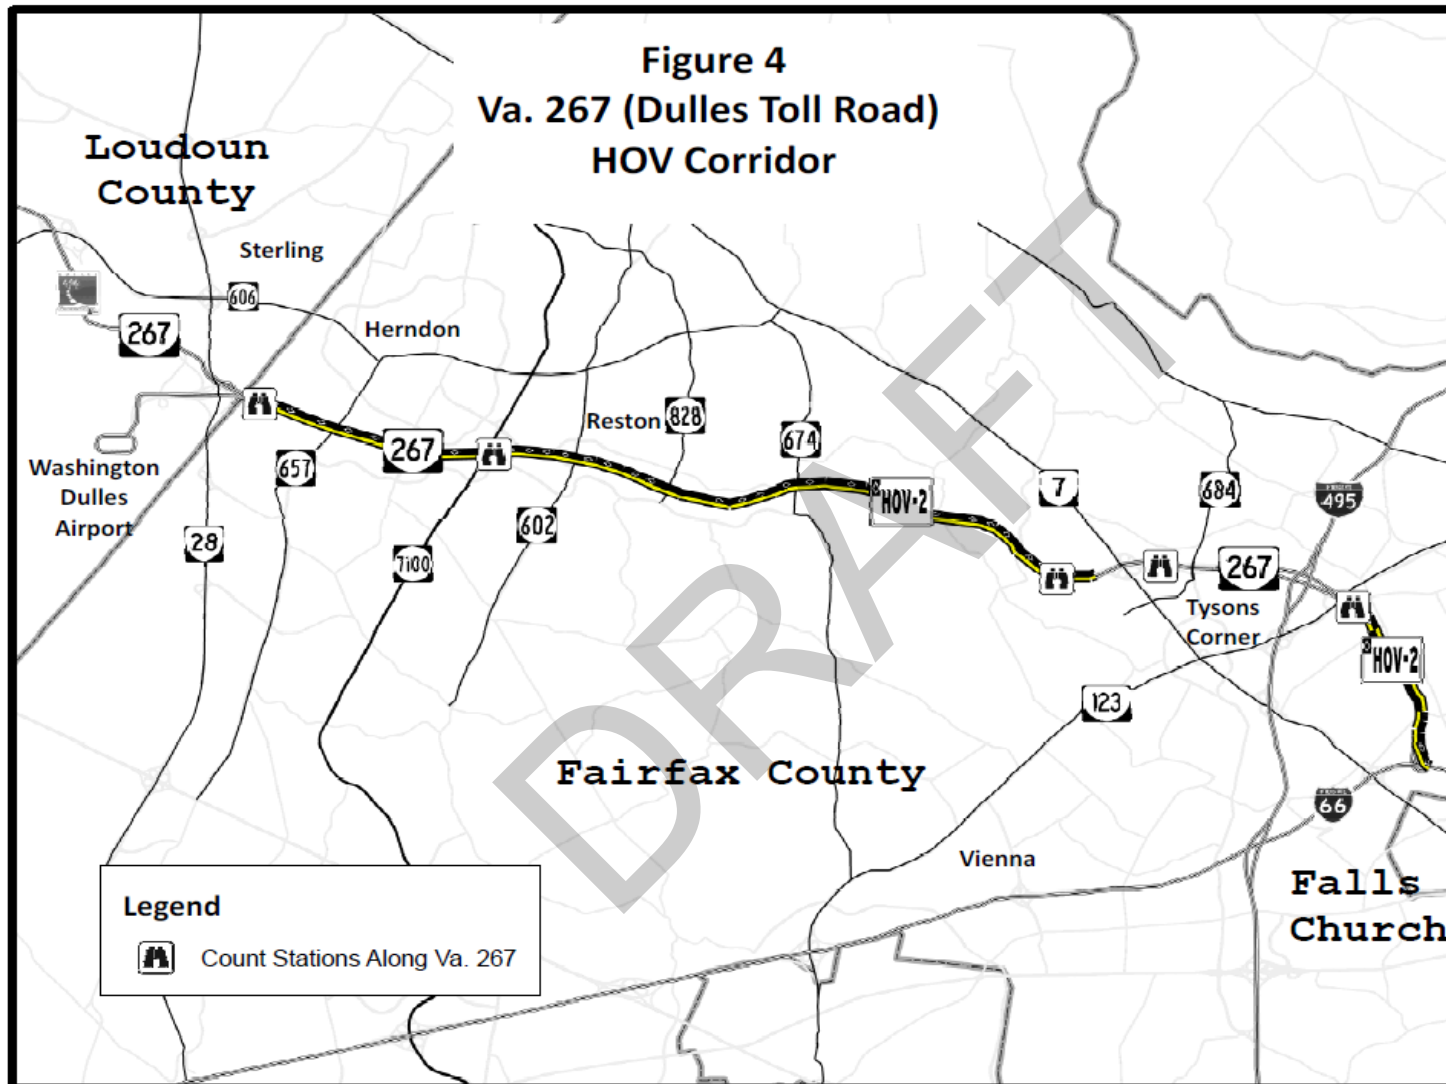 Figure 4
Va. 267 (Dulles Toll Road)
HOV Corridor
Loudoun
County
Sterling
606
267
Herndon
Washington
Dulles
Airport
28
657
267
7100
602
Reston
828
674
HOV-2
7
684
495
267
Tysons
Corner
HOV-2
123
66
Fairfax County
Vienna
Falls
Church
DRAFT
Legend
Count Stations Along Va. 267